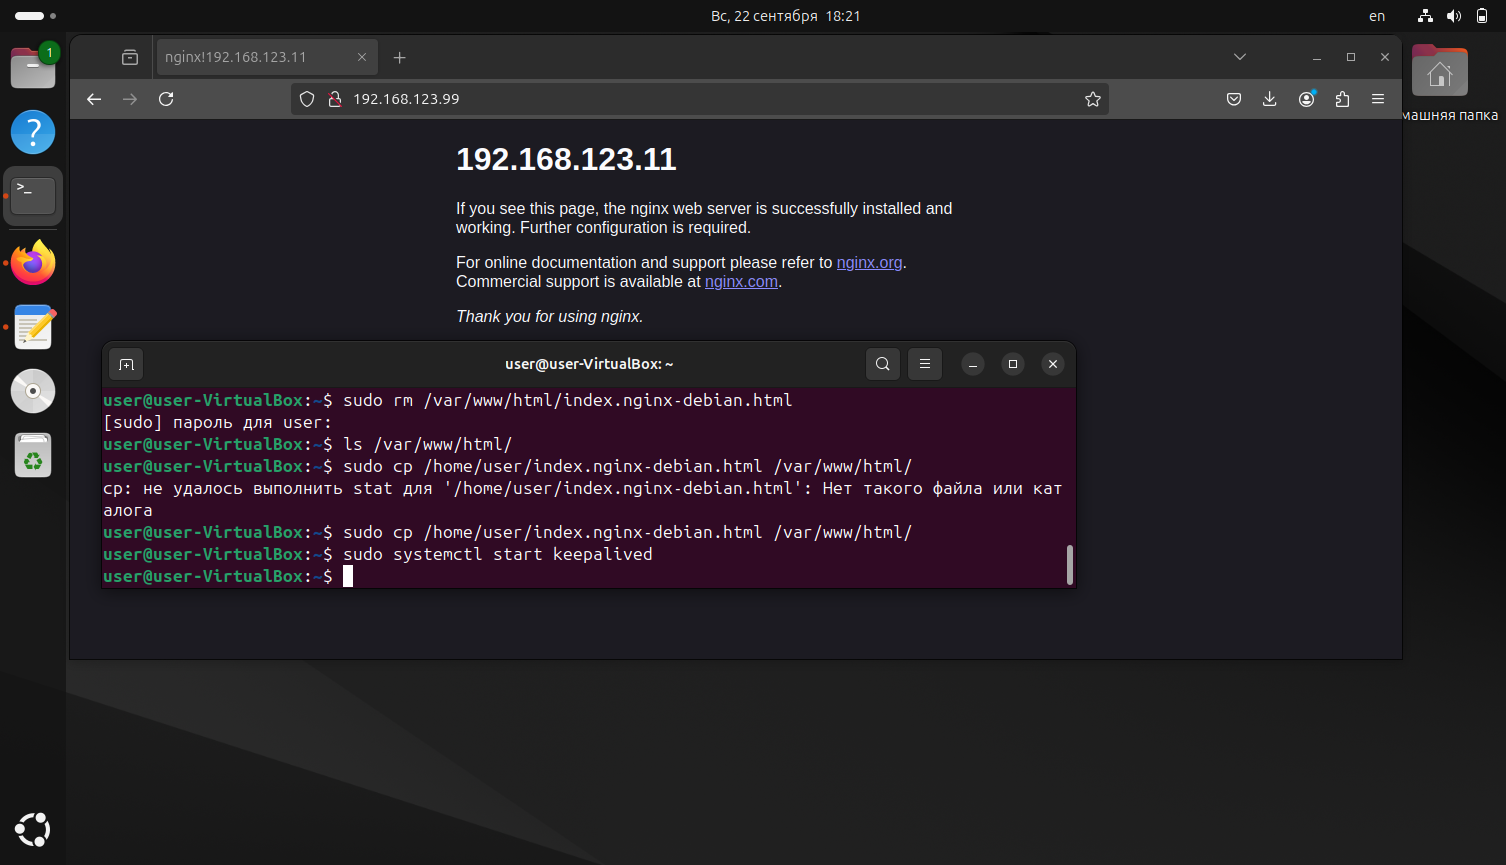 Вс, 22 сентября 18:21
en
1
nginx!192.168.123.11
192.168.123.99
машняя папка
192.168.123.11
If you see this page, the nginx web server is successfully installed and
working. Further configuration is required.
For online documentation and support please refer to nginx.org.
Commercial support is available at nginx.com.
Thank you for using nginx.
user@user-VirtualBox: ~
user@user-VirtualBox:~$ sudo rm /var/www/html/index.nginx-debian.html
[sudo] пароль для user:
user@user-VirtualBox:~$ ls /var/www/html/
user@user-VirtualBox:~$ sudo cp /home/user/index.nginx-debian.html /var/www/html/
cp: не удалось выполнить stat для '/home/user/index.nginx-debian.html': Нет такого файла или кат
алога
user@user-VirtualBox:~$ sudo cp /home/user/index.nginx-debian.html /var/www/html/
user@user-VirtualBox:~$ sudo systemctl start keepalived
user@user-VirtualBox:~$